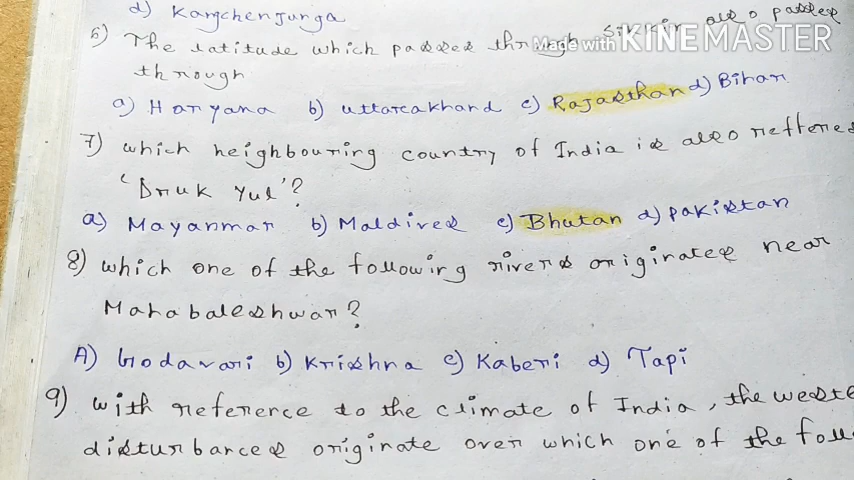 d) Kangchenjunga
6) The latitude which passes through Sikkim also passes
through
a) Haryana b) uttarakhand c) Rajasthan d) Bihar
7) which neighbouring country of India is also reffered
'Druk Yul'?
a) Mayanmar b) Maldives c) Bhutan d) pakistan
8) which one of the following rivers originates near
Mahabaleshwar?
A) Godavari b) Krishna c) Kaberi d) Tapi
9) with reference to the climate of India, the weste
disturbances originate over which one of the foll
Made with KINEMASTER